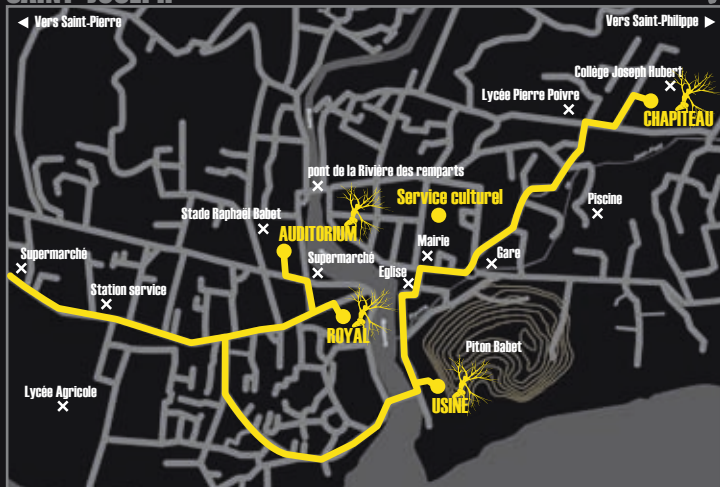 SAINT-JOSEPH
◄ Vers Saint-Pierre
Vers Saint-Philippe ►
Collège Joseph Hubert
Lycée Pierre Poivre
CHAPITEAU
pont de la Rivière des remparts
Service culturel
Piscine
Stade Raphaël Babet
AUDITORIUM
Mairie
Gare
Supermarché
Supermarché
Eglise
Station service
ROYAL
Piton Babet
Lycée Agricole
USINE